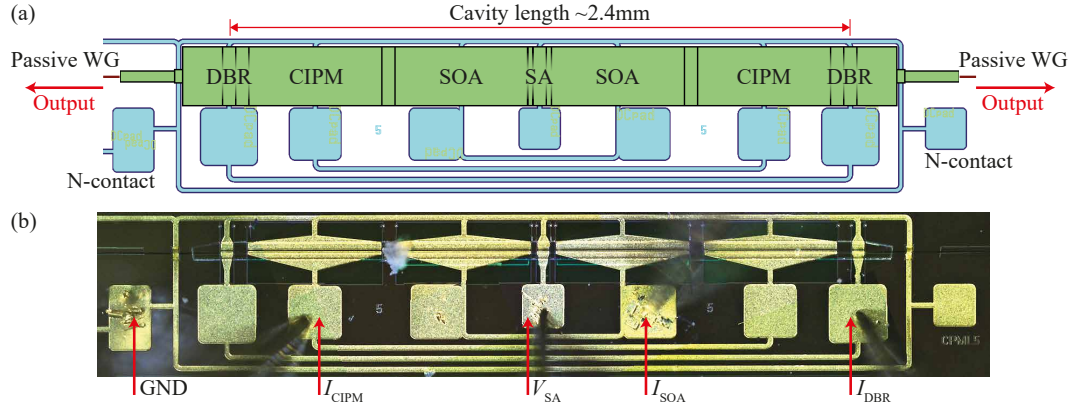 (a)
Cavity length ~2.4mm
Passive WG
DBR
CIPM
SOA
SA
SOA
CIPM
DBR
Passive WG
Output
Output
5
5
N-contact
N-contact
(b)
5
5
CPML5
GND
I_CIPM
V_SA
I_SOA
I_DBR